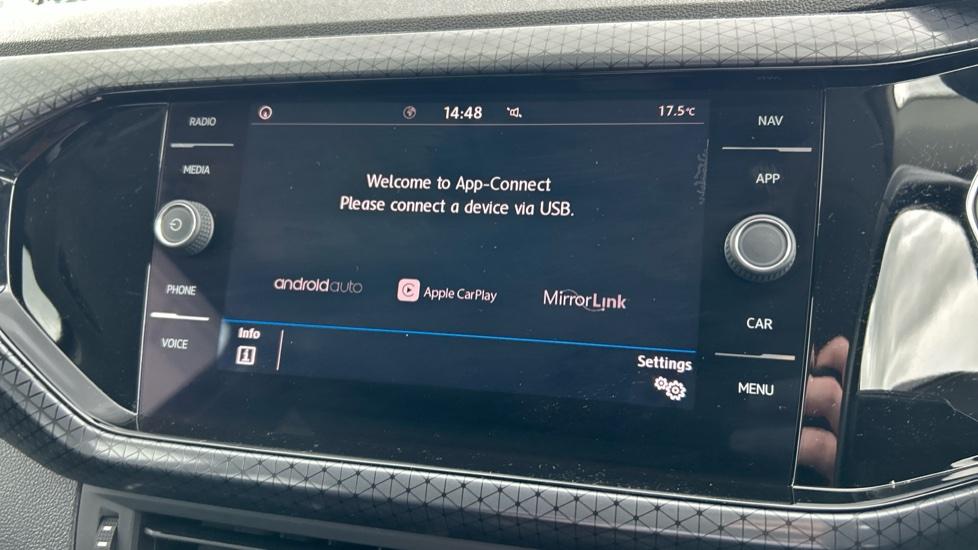 RADIO
MEDIA
PHONE
VOICE
14:48
17.5°C
Welcome to App-Connect
Please connect a device via USB.
androidauto
Apple CarPlay
MirrorLink
Info
Settings
NAV
APP
CAR
MENU